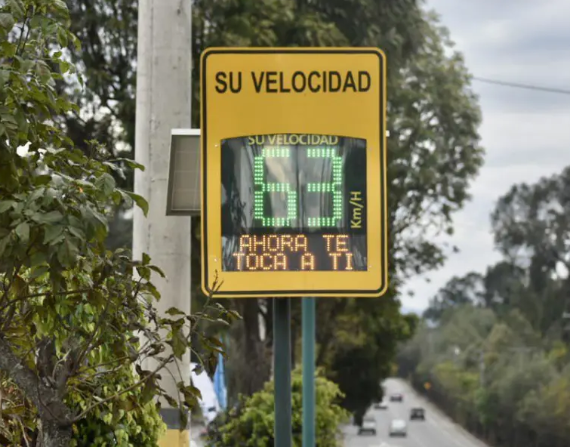 SU VELOCIDAD
SU VELOCIDAD
63
Km/H
AHORA TE
TOCA A TI